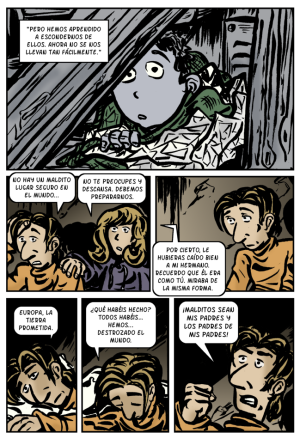 "PERO HEMOS APRENDIDO
A ESCONDERNOS DE
ELLOS. AHORA NO SE NOS
LLEVAN TAN FÁCILMENTE."
NO HAY UN MALDITO
LUGAR SEGURO EN
EL MUNDO...
NO TE PREOCUPES Y
DESCANSA. DEBEMOS
PREPARARNOS.
POR CIERTO, LE
HUBIERAS CAÍDO BIEN
A MI HERMANO.
RECUERDO QUE ÉL ERA
COMO TÚ. MIRABA DE
LA MISMA FORMA.
EUROPA, LA
TIERRA
PROMETIDA.
¿QUÉ HABÉIS HECHO?
TODOS HABÉIS...
HEMOS...
DESTROZADO EL
MUNDO.
¡MALDITOS SEAN
MIS PADRES Y
LOS PADRES DE
MIS PADRES!